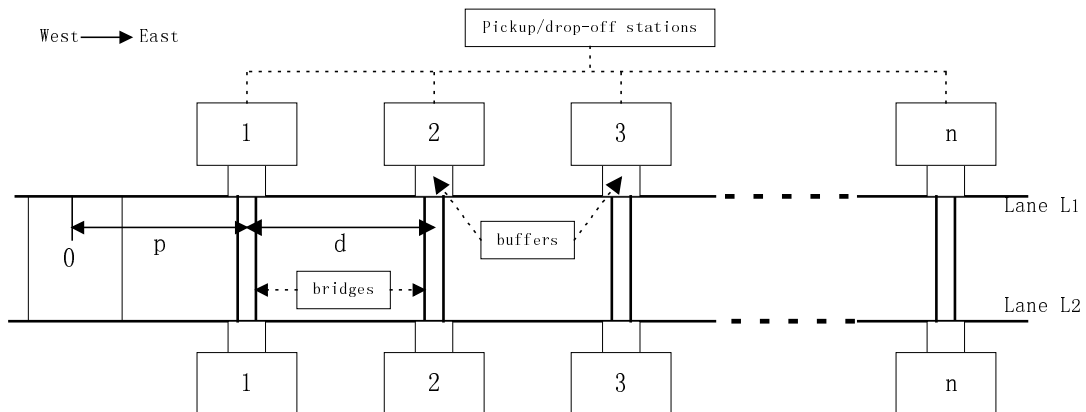 Pickup/drop-off stations
West East
1 2 3 n
Lane L1
0 p d buffers
bridges
Lane L2
1 2 3 n